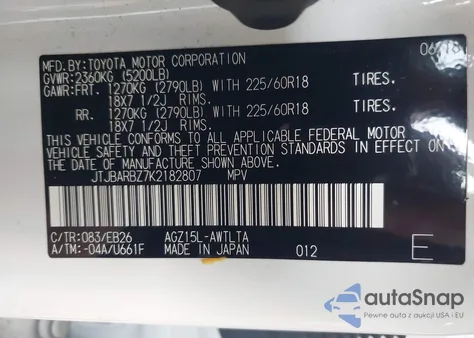 MFD.BY:TOYOTA MOTOR CORPORATION
GVWR:2360KG (5200LB)
GAWR:FRT. 1270KG (2790LB) WITH 225/60R18 TIRES.
18X7 1/2J RIMS.
RR. 1270KG (2790LB) WITH 225/60R18 TIRES.
18X7 1/2J RIMS.
THIS VEHICLE CONFORMS TO ALL APPLICABLE FEDERAL MOTOR
VEHICLE SAFETY AND THEFT PREVENTION STANDARDS IN
EFFECT ON THE DATE OF MANUFACTURE SHOWN ABOVE.
JTJBARBZ7K2182807 MPV
C/TR:083/EB26 AGZ15L-AWTLTA
A/TM:-04A/U661F MADE IN JAPAN 012 E
autoSnap
Pewne auta z aukcji USA i EU